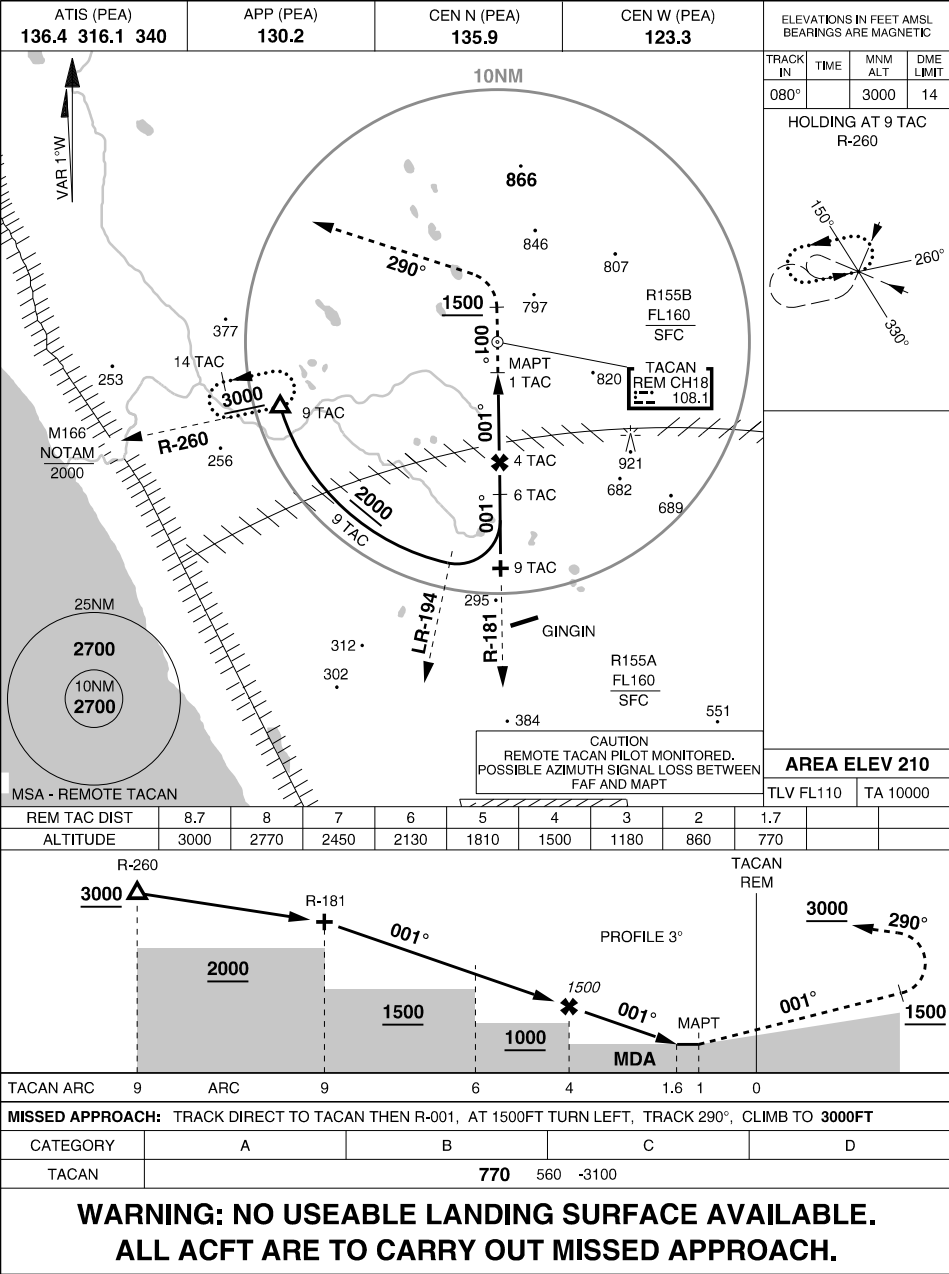 ATIS (PEA)
136.4 316.1 340
APP (PEA)
130.2
CEN N (PEA)
135.9
CEN W (PEA)
123.3
ELEVATIONS IN FEET AMSL
BEARINGS ARE MAGNETIC
TRACK IN
TIME
MNM ALT
DME LIMIT
080°
3000
14
HOLDING AT 9 TAC
R-260
150°
260°
330°
VAR 1°W
10NM
866
846
807
290°
1500
797
R155B
FL160
SFC
377
001°
MAPT
1 TAC
TACAN
REM CH18
108.1
253
14 TAC
820
3000
9 TAC
M166
NOTAM
2000
R-260
256
001°
4 TAC
921
682
689
2000
9 TAC
001°
6 TAC
9 TAC
295
LR-194
R-181
GINGIN
25NM
2700
10NM
2700
312
302
R155A
FL160
SFC
384
551
CAUTION
REMOTE TACAN PILOT MONITORED.
POSSIBLE AZIMUTH SIGNAL LOSS BETWEEN
FAF AND MAPT
MSA - REMOTE TACAN
AREA ELEV 210
TLV FL110
TA 10000
REM TAC DIST 8.7 8 7 6 5 4 3 2 1.7
ALTITUDE 3000 2770 2450 2130 1810 1500 1180 860 770
R-260
3000
R-181
001°
PROFILE 3°
TACAN
REM
3000
290°
2000
1500
1500
1000
001°
MAPT
001°
1500
MDA
TACAN ARC 9 ARC 9 6 4 1.6 1 0
MISSED APPROACH: TRACK DIRECT TO TACAN THEN R-001, AT 1500FT TURN LEFT, TRACK 290°, CLIMB TO 3000FT
CATEGORY A B C D
TACAN 770 560 -3100
WARNING: NO USEABLE LANDING SURFACE AVAILABLE.
ALL ACFT ARE TO CARRY OUT MISSED APPROACH.